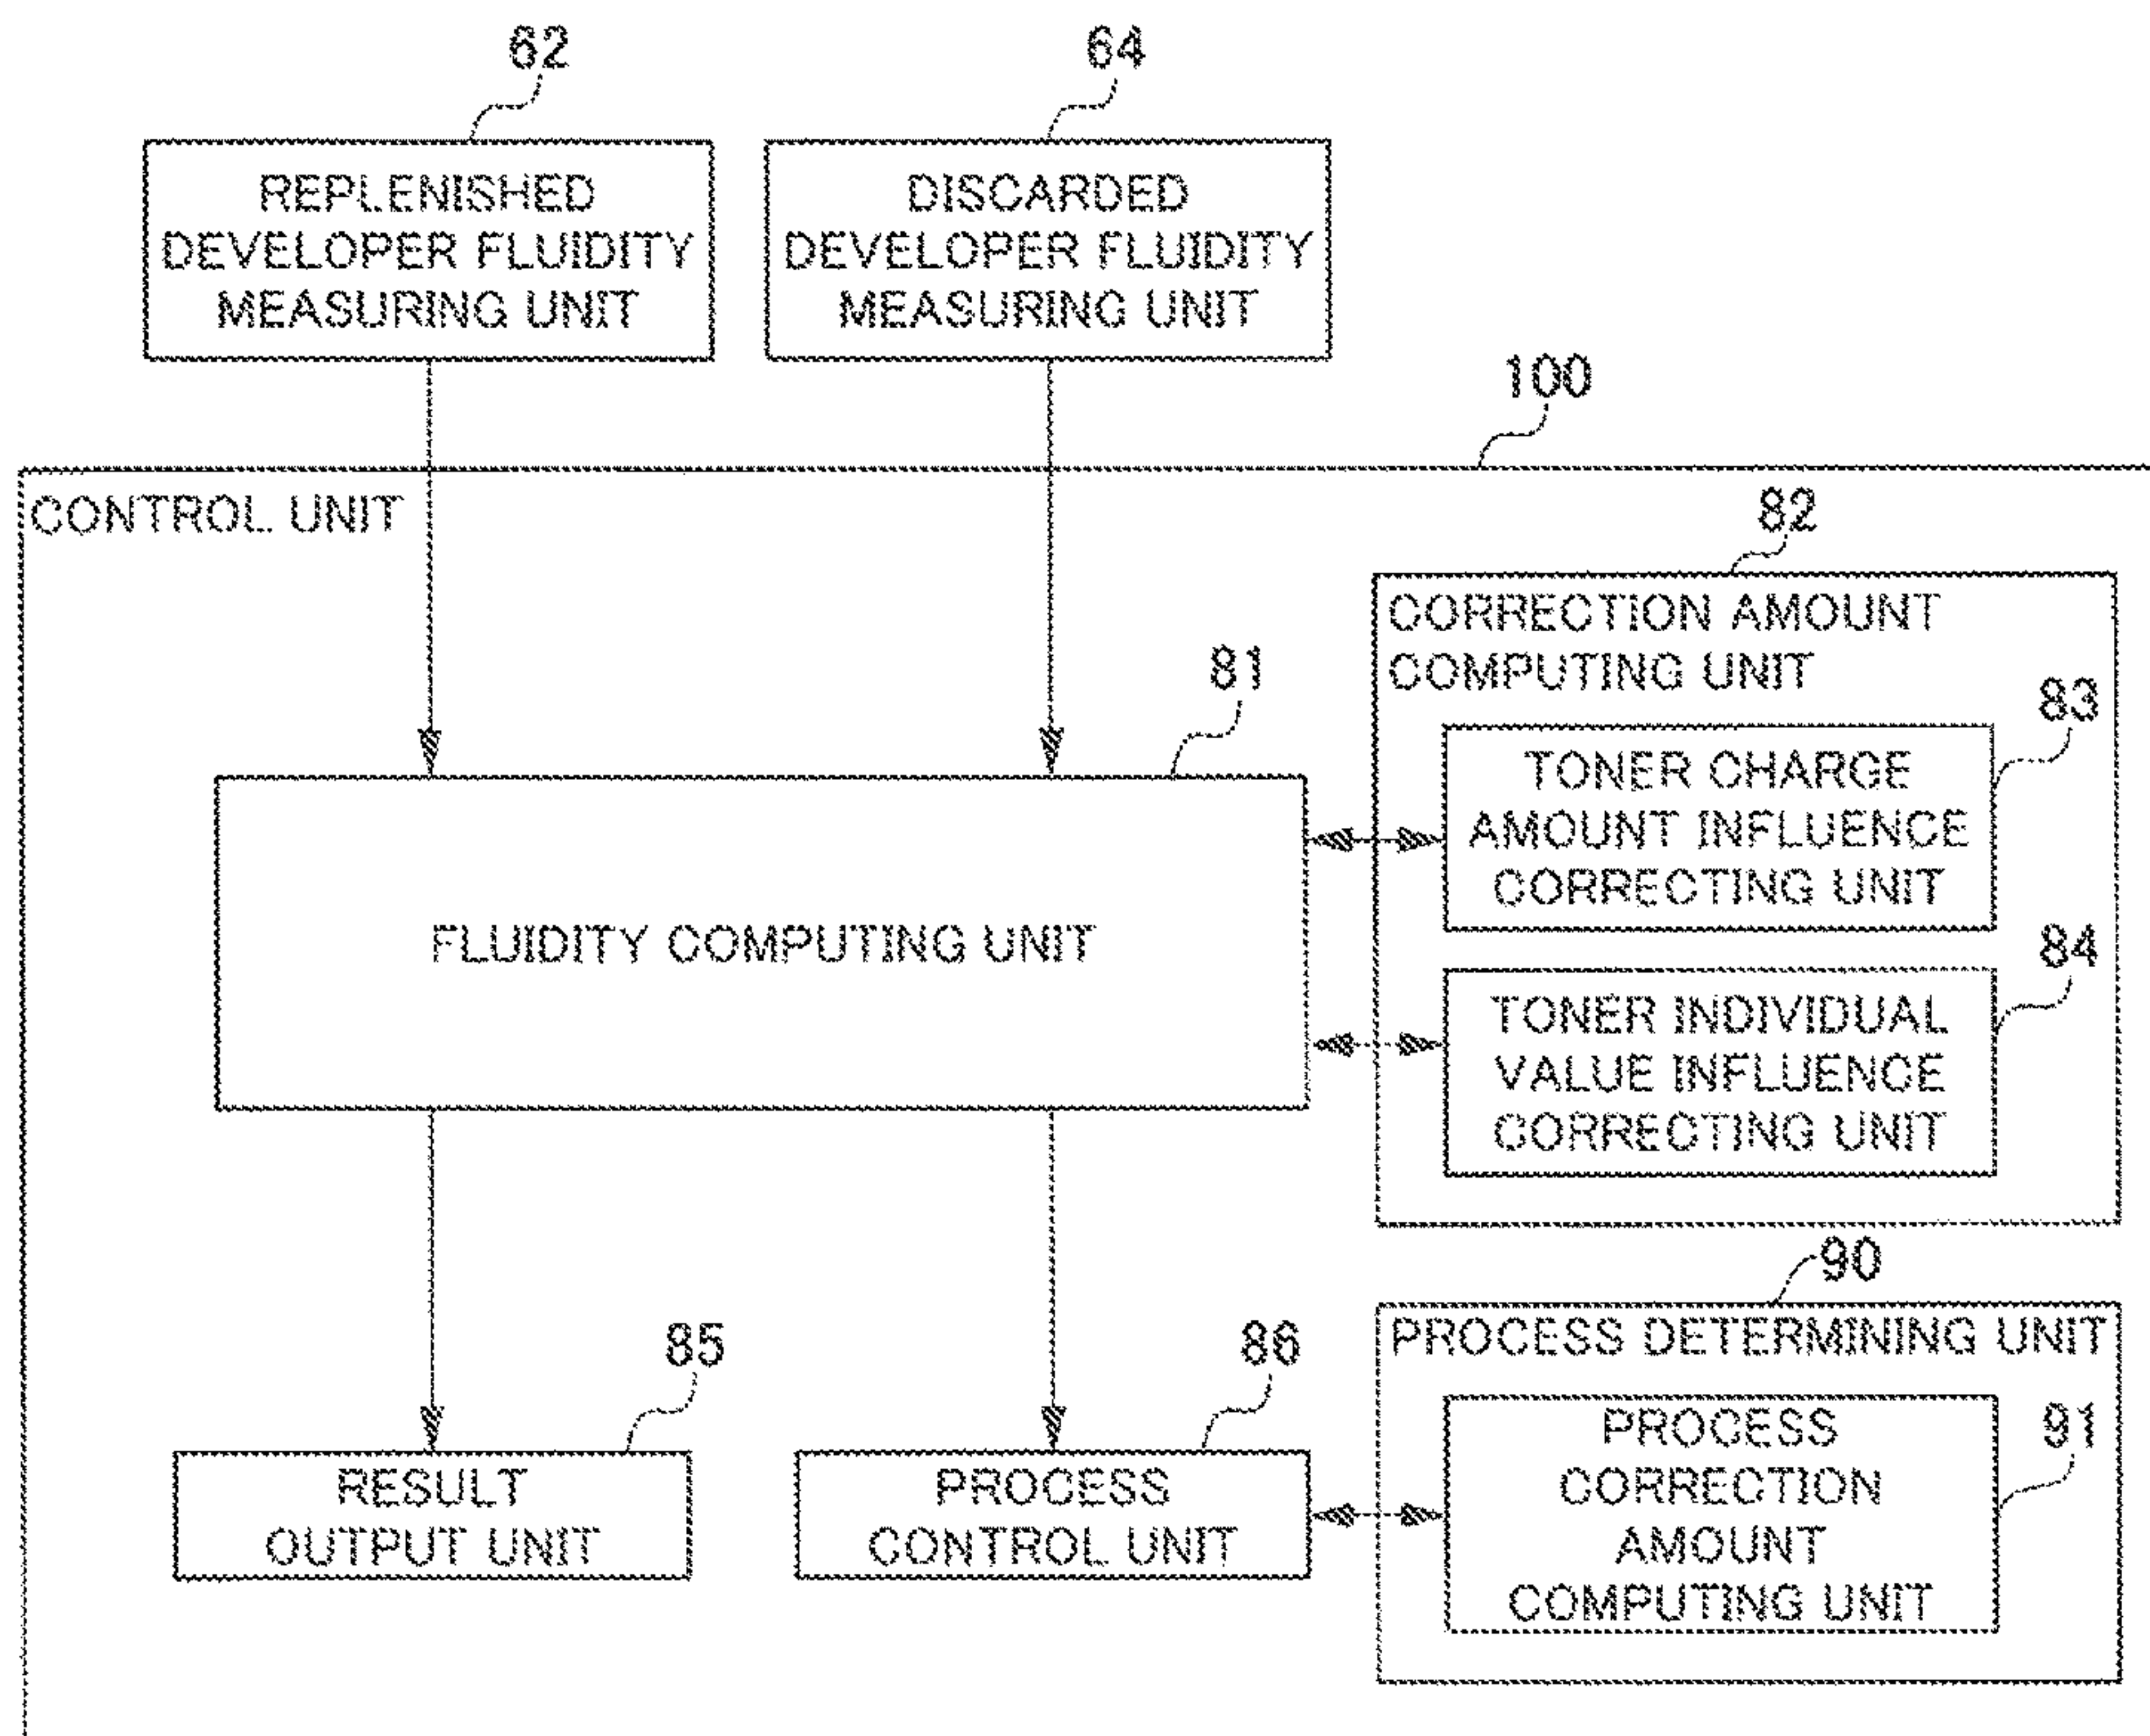 62
64
REPLENISHED
DEVELOPER FLUIDITY
MEASURING UNIT
DISCARDED
DEVELOPER FLUIDITY
MEASURING UNIT
100
CONTROL UNIT
82
CORRECTION AMOUNT
COMPUTING UNIT
81
83
TONER CHARGE
AMOUNT INFLUENCE
CORRECTING UNIT
FLUIDITY COMPUTING UNIT
84
TONER INDIVIDUAL
VALUE INFLUENCE
CORRECTING UNIT
90
PROCESS DETERMINING UNIT
85
86
91
RESULT
OUTPUT UNIT
PROCESS
CONTROL UNIT
PROCESS
CORRECTION
AMOUNT
COMPUTING UNIT